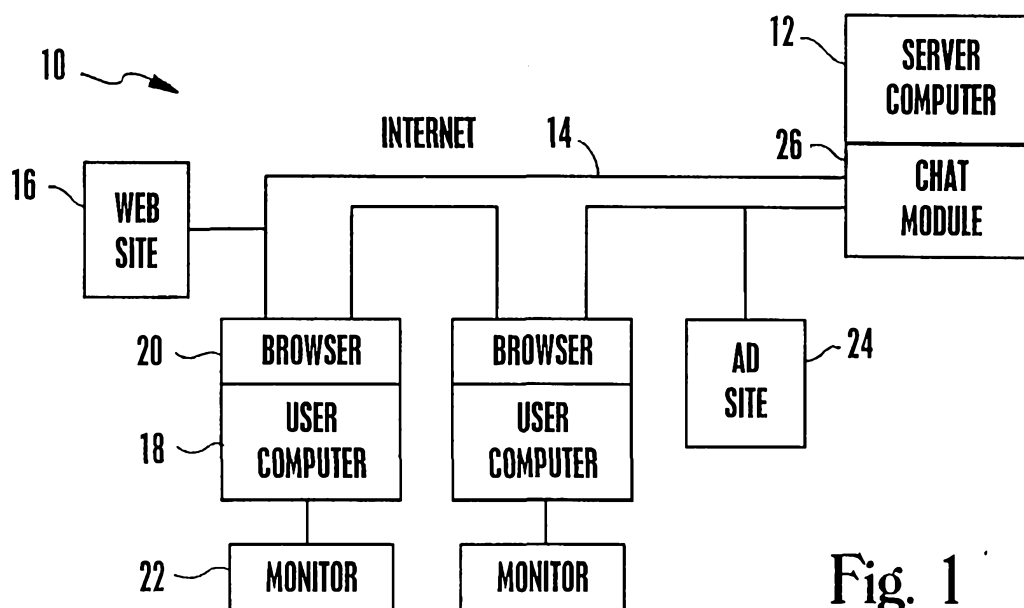 10
12
SERVER
COMPUTER
INTERNET
14
26
CHAT
MODULE
16
WEB
SITE
20
BROWSER
BROWSER
AD
SITE
24
18
USER
COMPUTER
USER
COMPUTER
22
MONITOR
MONITOR
Fig. 1